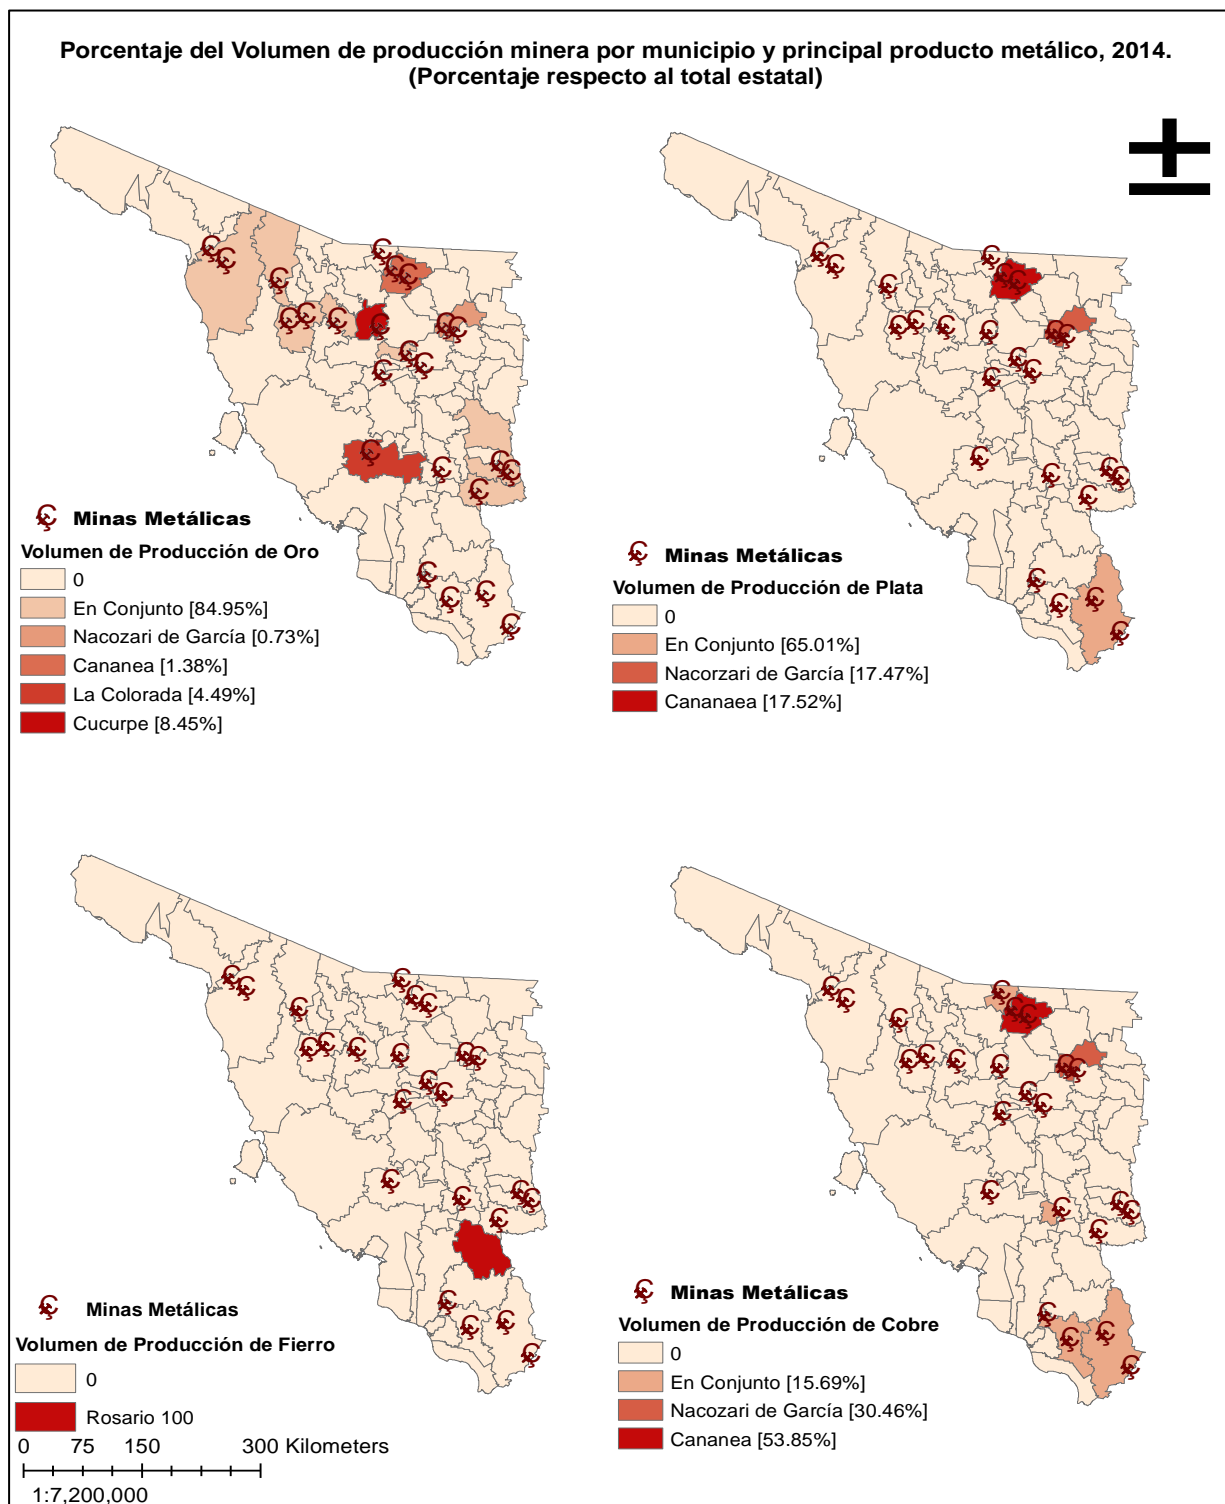 Porcentaje del Volumen de producción minera por municipio y principal producto metálico, 2014.
(Porcentaje respecto al total estatal)
Minas Metálicas
Volumen de Producción de Oro
0
En Conjunto [84.95%]
Nacozari de García [0.73%]
Cananea [1.38%]
La Colorada [4.49%]
Cucurpe [8.45%]
Minas Metálicas
Volumen de Producción de Plata
0
En Conjunto [65.01%]
Nacorzari de García [17.47%]
Cananaea [17.52%]
Minas Metálicas
Volumen de Producción de Fierro
0
Rosario 100
0 75 150 300 Kilometers
1:7,200,000
Minas Metálicas
Volumen de Producción de Cobre
0
En Conjunto [15.69%]
Nacozari de García [30.46%]
Cananea [53.85%]